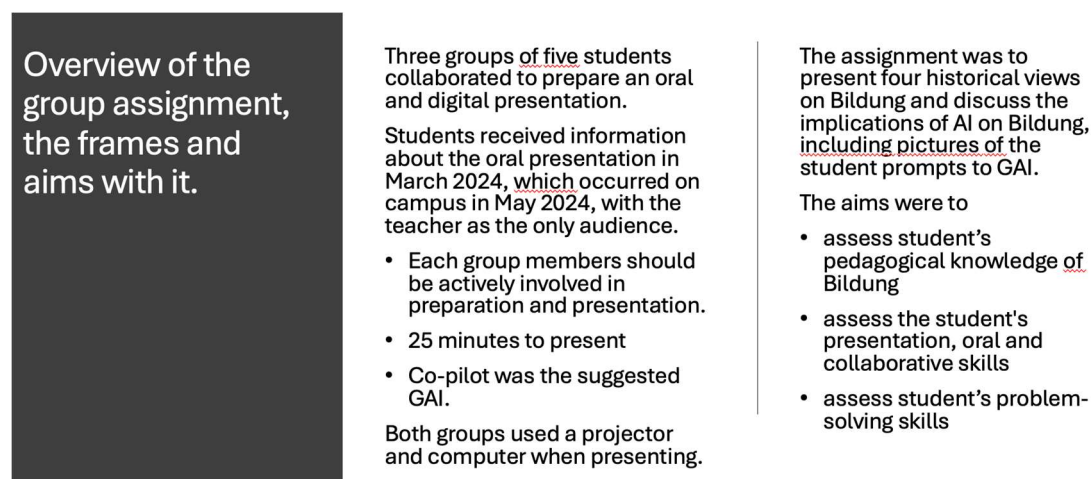 Overview of the
group assignment,
the frames and
aims with it.
Three groups of five students
collaborated to prepare an oral
and digital presentation.
Students received information
about the oral presentation in
March 2024, which occurred on
campus in May 2024, with the
teacher as the only audience.
• Each group members should
be actively involved in
preparation and presentation.
• 25 minutes to present
• Co-pilot was the suggested
GAI.
Both groups used a projector
and computer when presenting.
The assignment was to
present four historical views
on Bildung and discuss the
implications of AI on Bildung,
including pictures of the
student prompts to GAI.
The aims were to
• assess student’s
pedagogical knowledge of
Bildung
• assess the student's
presentation, oral and
collaborative skills
• assess student’s problem-
solving skills